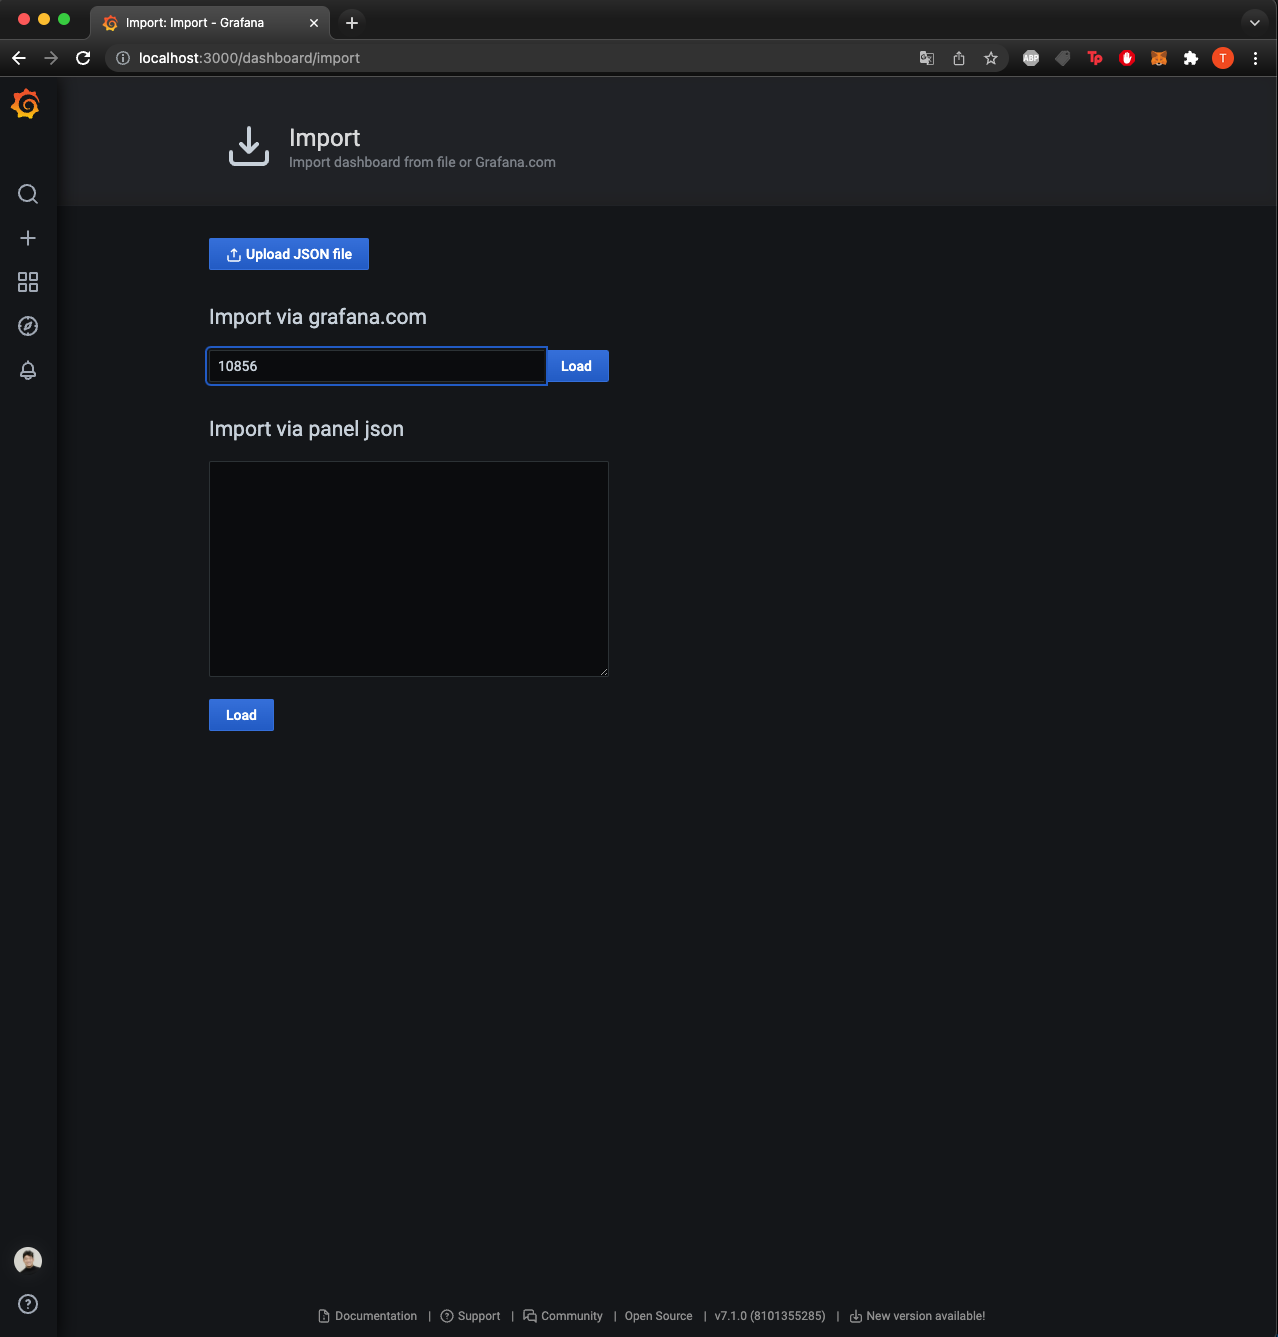 Import: Import - Grafana
localhost:3000/dashboard/import
ABP
Tp
T
Import
Import dashboard from file or Grafana.com
Upload JSON file
Import via grafana.com
10856
Load
Import via panel json
Load
Documentation | Support | Community | Open Source | v7.1.0 (8101355285) | New version available!